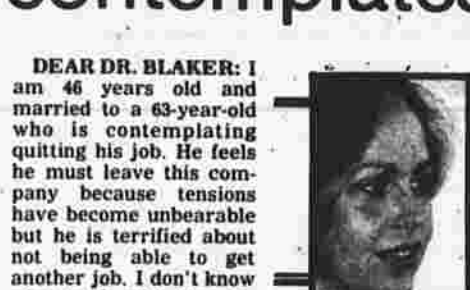 contemplates
DEAR DR. BLAKER: I
am 46 years old and
married to a 63-year-old
who is contemplating
quitting his job. He feels
he must leave this com-
pany because tensions
have become unbearable
but he is terrified about
not being able to get
another job. I don't know